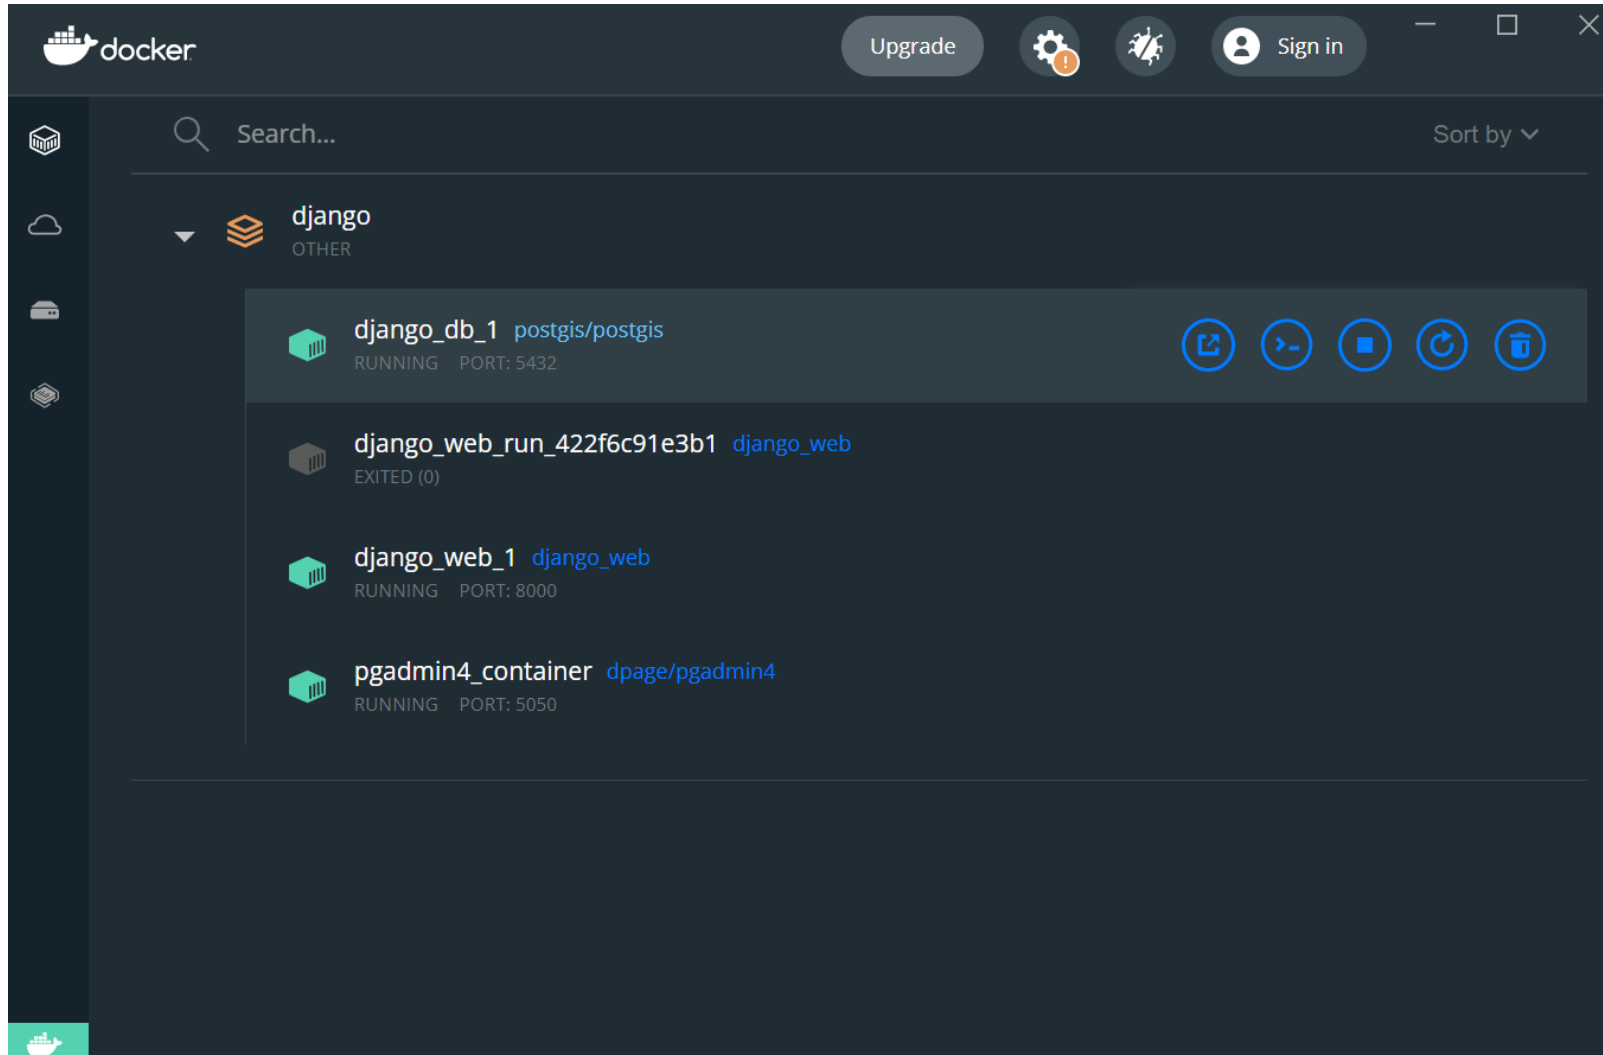 docker
Upgrade
Sign in
Search...
Sort by
django
OTHER
django_db_1 postgis/postgis
RUNNING PORT: 5432
django_web_run_422f6c91e3b1 django_web
EXITED (0)
django_web_1 django_web
RUNNING PORT: 8000
pgadmin4_container dpage/pgadmin4
RUNNING PORT: 5050